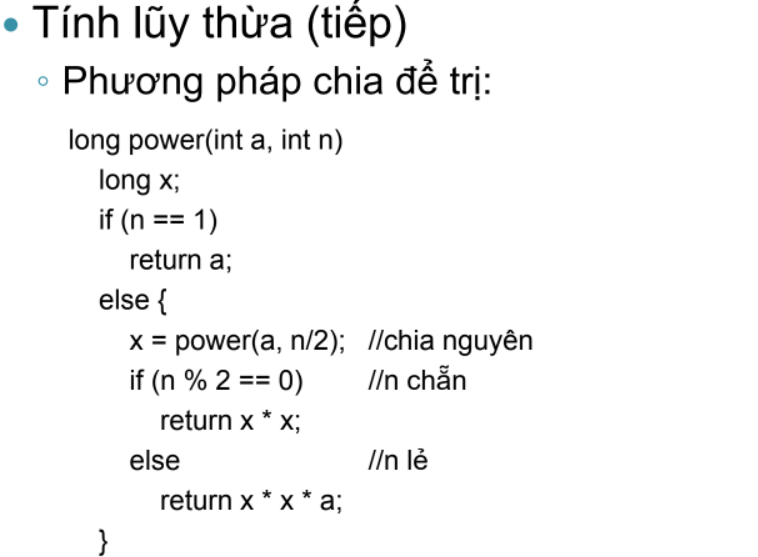 • Tính lũy thừa (tiếp)
◦ Phương pháp chia để trị:
long power(int a, int n)
long x;
if (n == 1)
return a;
else {
x = power(a, n/2); //chia nguyên
if (n % 2 == 0) //n chẵn
return x * x;
else //n lẻ
return x * x * a;
}